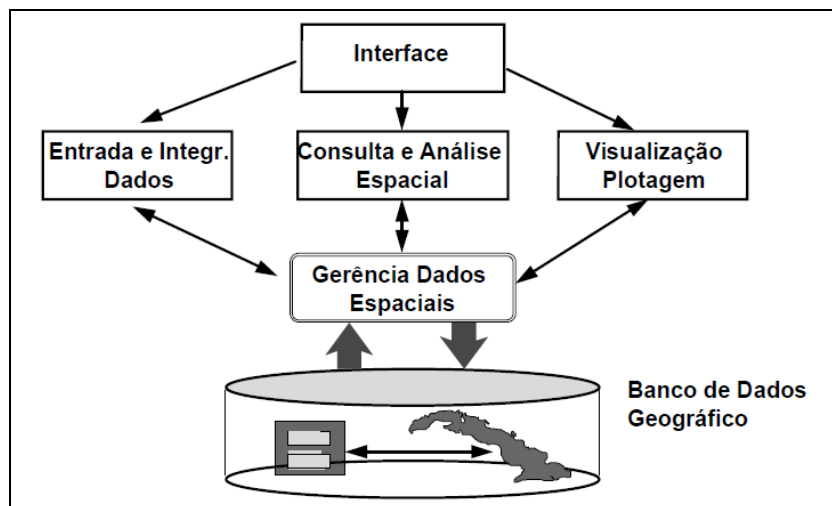 Interface
Entrada e Integr.
Dados
Consulta e Análise
Espacial
Visualização
Plotagem
Gerência Dados
Espaciais
Banco de Dados
Geográfico